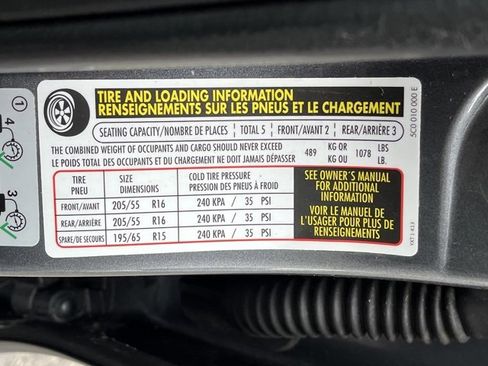 TIRE AND LOADING INFORMATION
RENSEIGNEMENTS SUR LES PNEUS ET LE CHARGEMENT
SEATING CAPACITY/NOMBRE DE PLACES TOTAL 5 FRONT/AVANT 2 REAR/ARRIÈRE 3
THE COMBINED WEIGHT OF OCCUPANTS AND CARGO SHOULD NEVER EXCEED 489 KG OR 1078 LBS
LE POIDS TOTAL DES OCCUPANTS ET DU CHARGEMENT NE DOIT JAMAIS DÉPASSER KG OU LB.
TIRE SIZE COLD TIRE PRESSURE
PNEU DIMENSIONS PRESSION DES PNEUS À FROID
FRONT/AVANT 205/55 R16 240 KPA / 35 PSI
REAR/ARRIÈRE 205/55 R16 240 KPA / 35 PSI
SPARE/DE SECOURS 195/65 R15 240 KPA / 35 PSI
SEE OWNER'S MANUAL
FOR ADDITIONAL
INFORMATION
VOIR LE MANUEL DE
L'USAGER POUR PLUS DE
RENSEIGNEMENTS
5C0 010 000 E
1
4
3